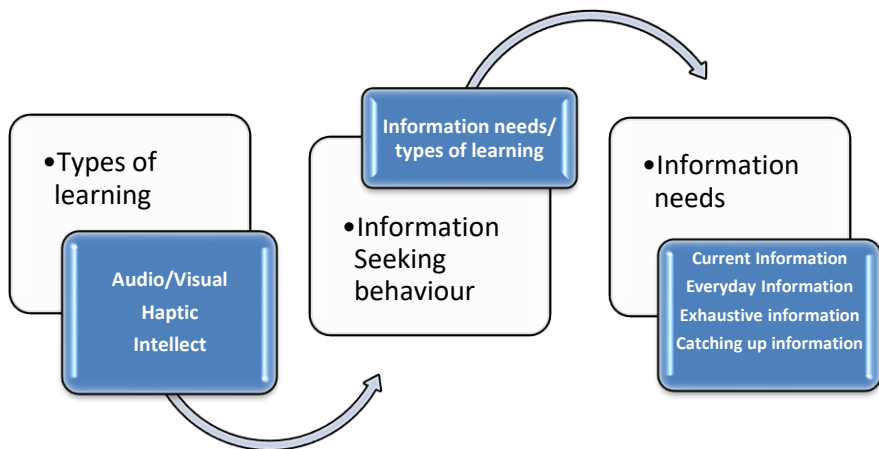 •Types of
learning
Audio/Visual
Haptic
Intellect
Information needs/
types of learning
•Information
Seeking
behaviour
•Information
needs
Current Information
Everyday Information
Exhaustive information
Catching up information